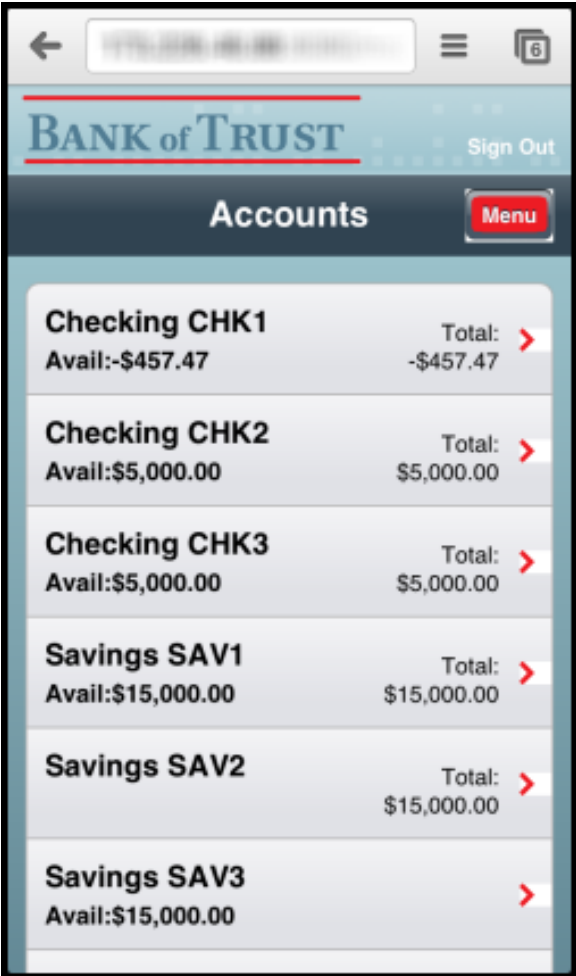 6
BANK of TRUST
Sign Out
Accounts
Menu
Checking CHK1
Total:
Avail:-$457.47
-$457.47
Checking CHK2
Total:
Avail:$5,000.00
$5,000.00
Checking CHK3
Total:
Avail:$5,000.00
$5,000.00
Savings SAV1
Total:
Avail:$15,000.00
$15,000.00
Savings SAV2
Total:
$15,000.00
Savings SAV3
Avail:$15,000.00